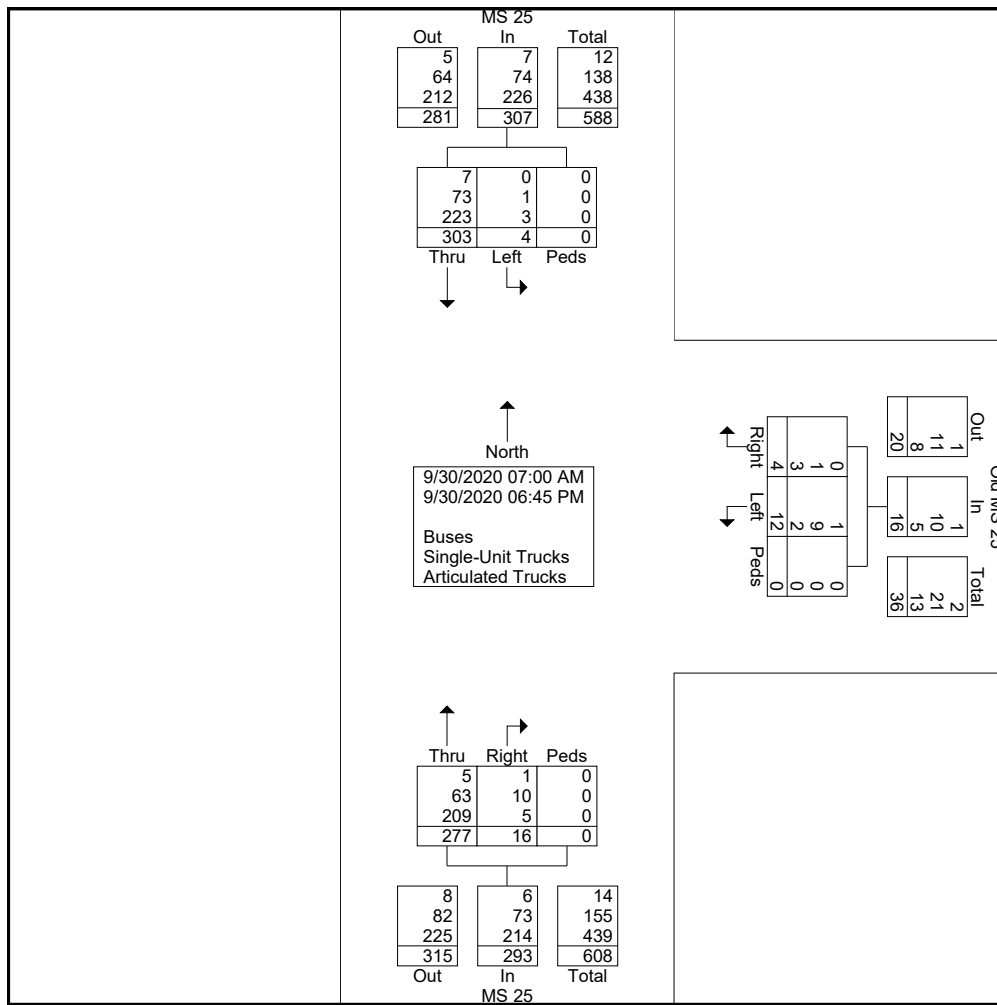 MS 25
Out In Total
5 7 12
64 74 138
212 226 438
281 307 588
7 0 0
73 1 0
223 3 0
303 4 0
Thru Left Peds
Old MS 25
Out In Total
1 1 2
11 10 21
8 5 13
20 16 36
0 1 0
1 9 0
3 2 0
4 12 0
Right Left Peds
North
9/30/2020 07:00 AM
9/30/2020 06:45 PM
Buses
Single-Unit Trucks
Articulated Trucks
Thru Right Peds
5 1 0
63 10 0
209 5 0
277 16 0
8 6 14
82 73 155
225 214 439
315 293 608
Out In Total
MS 25